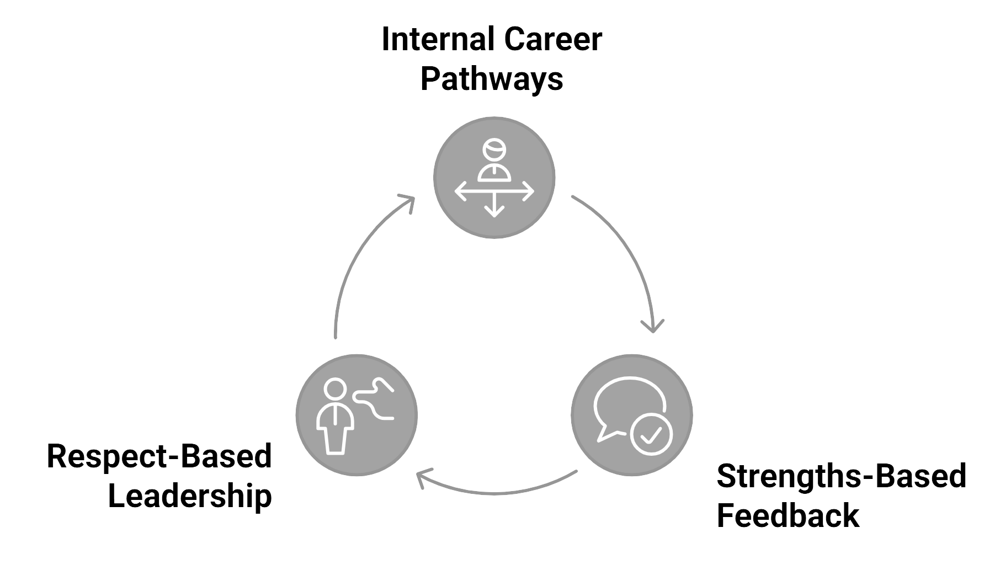 Internal Career
Pathways
Respect-Based
Leadership
Strengths-Based
Feedback